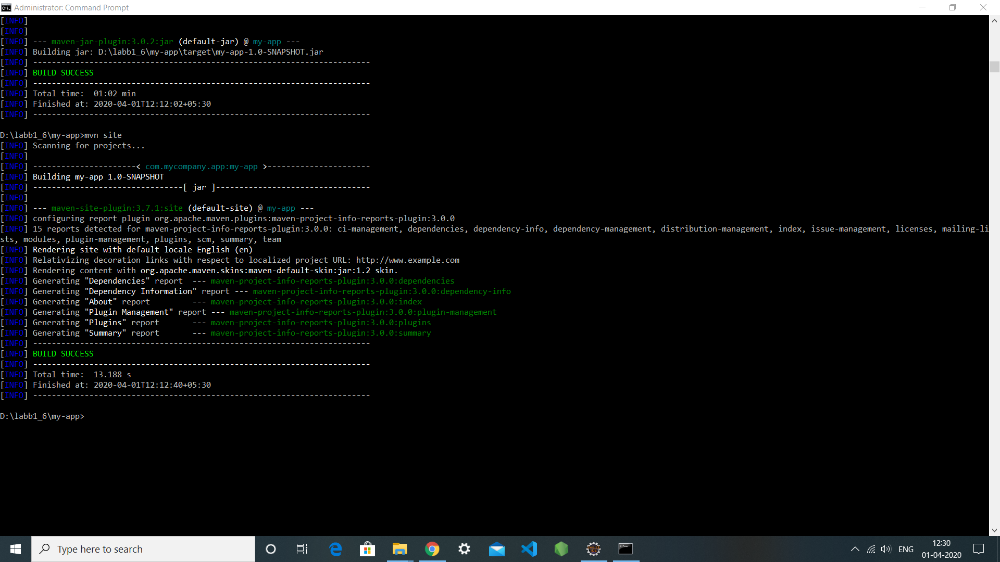 Administrator: Command Prompt
[INFO]
[INFO]
[INFO] --- maven-jar-plugin:3.0.2:jar (default-jar) @ my-app ---
[INFO] Building jar: D:\labb1_6\my-app\target\my-app-1.0-SNAPSHOT.jar
[INFO] ------------------------------------------------------------------------
[INFO] BUILD SUCCESS
[INFO] ------------------------------------------------------------------------
[INFO] Total time:  01:02 min
[INFO] Finished at: 2020-04-01T12:12:02+05:30
[INFO] ------------------------------------------------------------------------
D:\labb1_6\my-app>mvn site
[INFO] Scanning for projects...
[INFO]
[INFO] ----------------------< com.mycompany.app:my-app >----------------------
[INFO] Building my-app 1.0-SNAPSHOT
[INFO] --------------------------------[ jar ]---------------------------------
[INFO]
[INFO] --- maven-site-plugin:3.7.1:site (default-site) @ my-app ---
[INFO] configuring report plugin org.apache.maven.plugins:maven-project-info-reports-plugin:3.0.0
[INFO] 15 reports detected for maven-project-info-reports-plugin:3.0.0: ci-management, dependencies, dependency-info, dependency-management, distribution-management, index, issue-management, licenses, mailing-li
sts, modules, plugin-management, plugins, scm, summary, team
[INFO] Rendering site with default locale English (en)
[INFO] Relativizing decoration links with respect to localized project URL: http://www.example.com
[INFO] Rendering content with org.apache.maven.skins:maven-default-skin:jar:1.2 skin.
[INFO] Generating "Dependencies" report  --- maven-project-info-reports-plugin:3.0.0:dependencies
[INFO] Generating "Dependency Information" report --- maven-project-info-reports-plugin:3.0.0:dependency-info
[INFO] Generating "About" report         --- maven-project-info-reports-plugin:3.0.0:index
[INFO] Generating "Plugin Management" report --- maven-project-info-reports-plugin:3.0.0:plugin-management
[INFO] Generating "Plugins" report       --- maven-project-info-reports-plugin:3.0.0:plugins
[INFO] Generating "Summary" report       --- maven-project-info-reports-plugin:3.0.0:summary
[INFO] ------------------------------------------------------------------------
[INFO] BUILD SUCCESS
[INFO] ------------------------------------------------------------------------
[INFO] Total time:  13.188 s
[INFO] Finished at: 2020-04-01T12:12:40+05:30
[INFO] ------------------------------------------------------------------------
D:\labb1_6\my-app>
Type here to search
ENG
12:30
01-04-2020